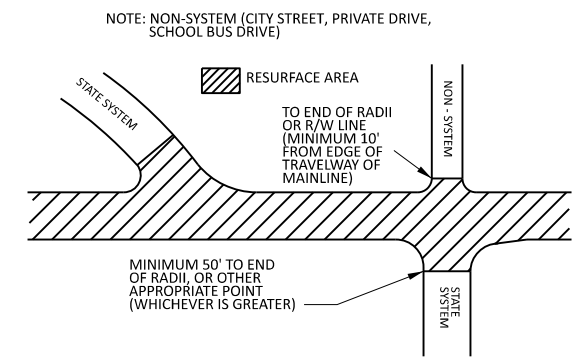 NOTE: NON-SYSTEM (CITY STREET, PRIVATE DRIVE,
SCHOOL BUS DRIVE)
STATE SYSTEM
RESURFACE AREA
NON - SYSTEM
TO END OF RADII
OR R/W LINE
(MINIMUM 10'
FROM EDGE OF
TRAVELWAY OF
MAINLINE)
MINIMUM 50' TO END
OF RADII, OR OTHER
APPROPRIATE POINT
(WHICHEVER IS GREATER)
STATE
SYSTEM